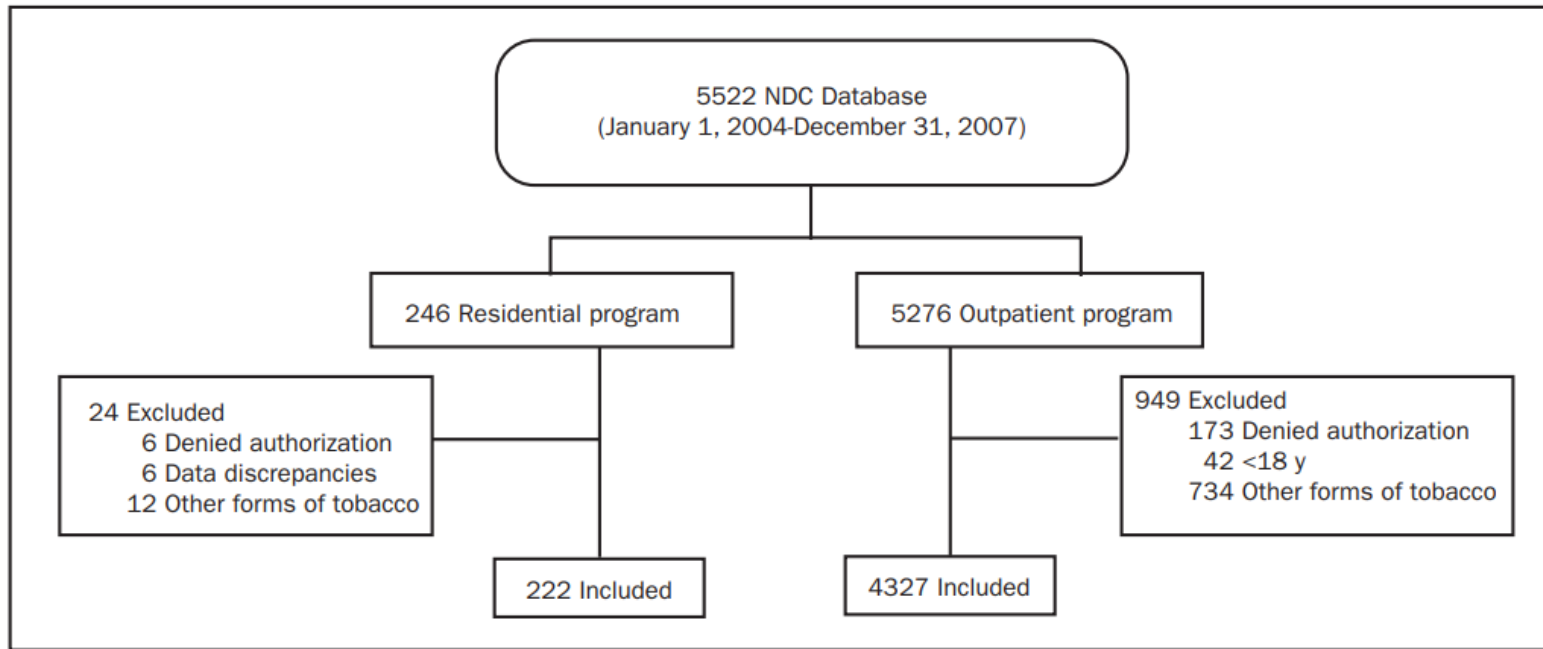 5522 NDC Database
(January 1, 2004-December 31, 2007)
246 Residential program
5276 Outpatient program
24 Excluded
6 Denied authorization
6 Data discrepancies
12 Other forms of tobacco
949 Excluded
173 Denied authorization
42 <18 y
734 Other forms of tobacco
222 Included
4327 Included